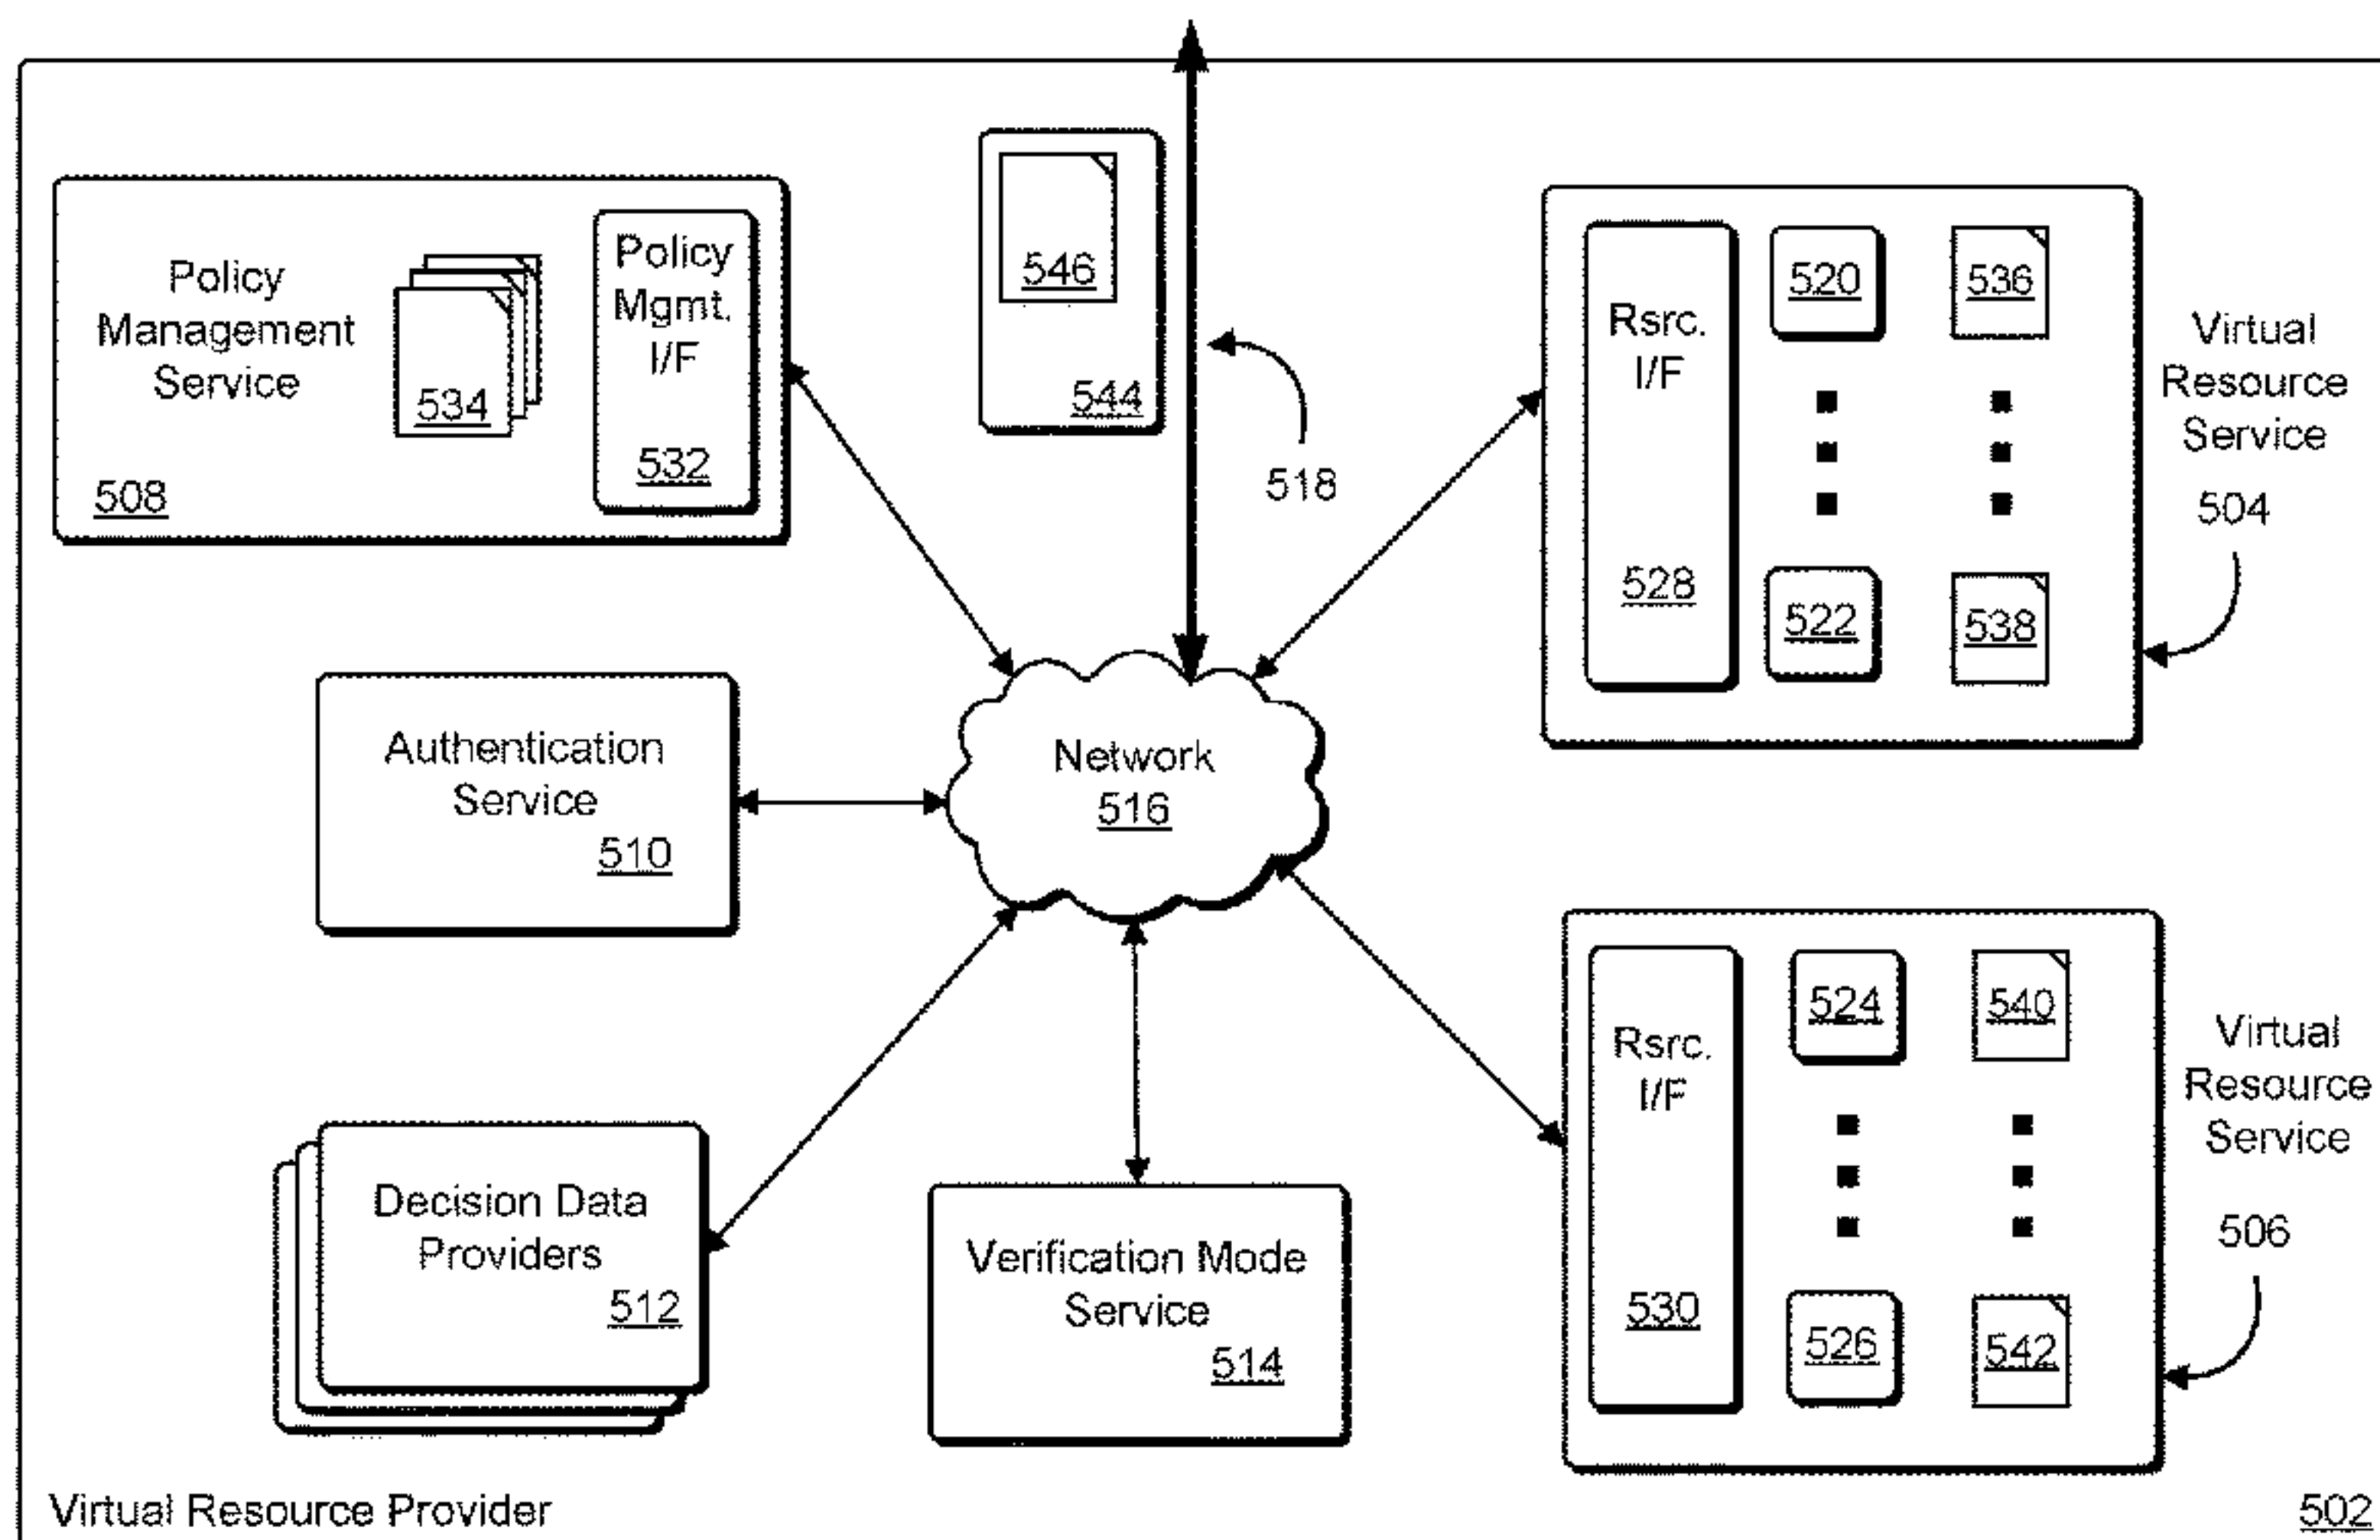 Policy
Management
Service
508
534
Policy
Mgmt.
I/F
532
546
544
518
Rsrc.
I/F
528
520
522
536
538
Virtual
Resource
Service
504
Authentication
Service
510
Network
516
Decision Data
Providers
512
Verification Mode
Service
514
Rsrc.
I/F
530
524
526
540
542
Virtual
Resource
Service
506
Virtual Resource Provider
502